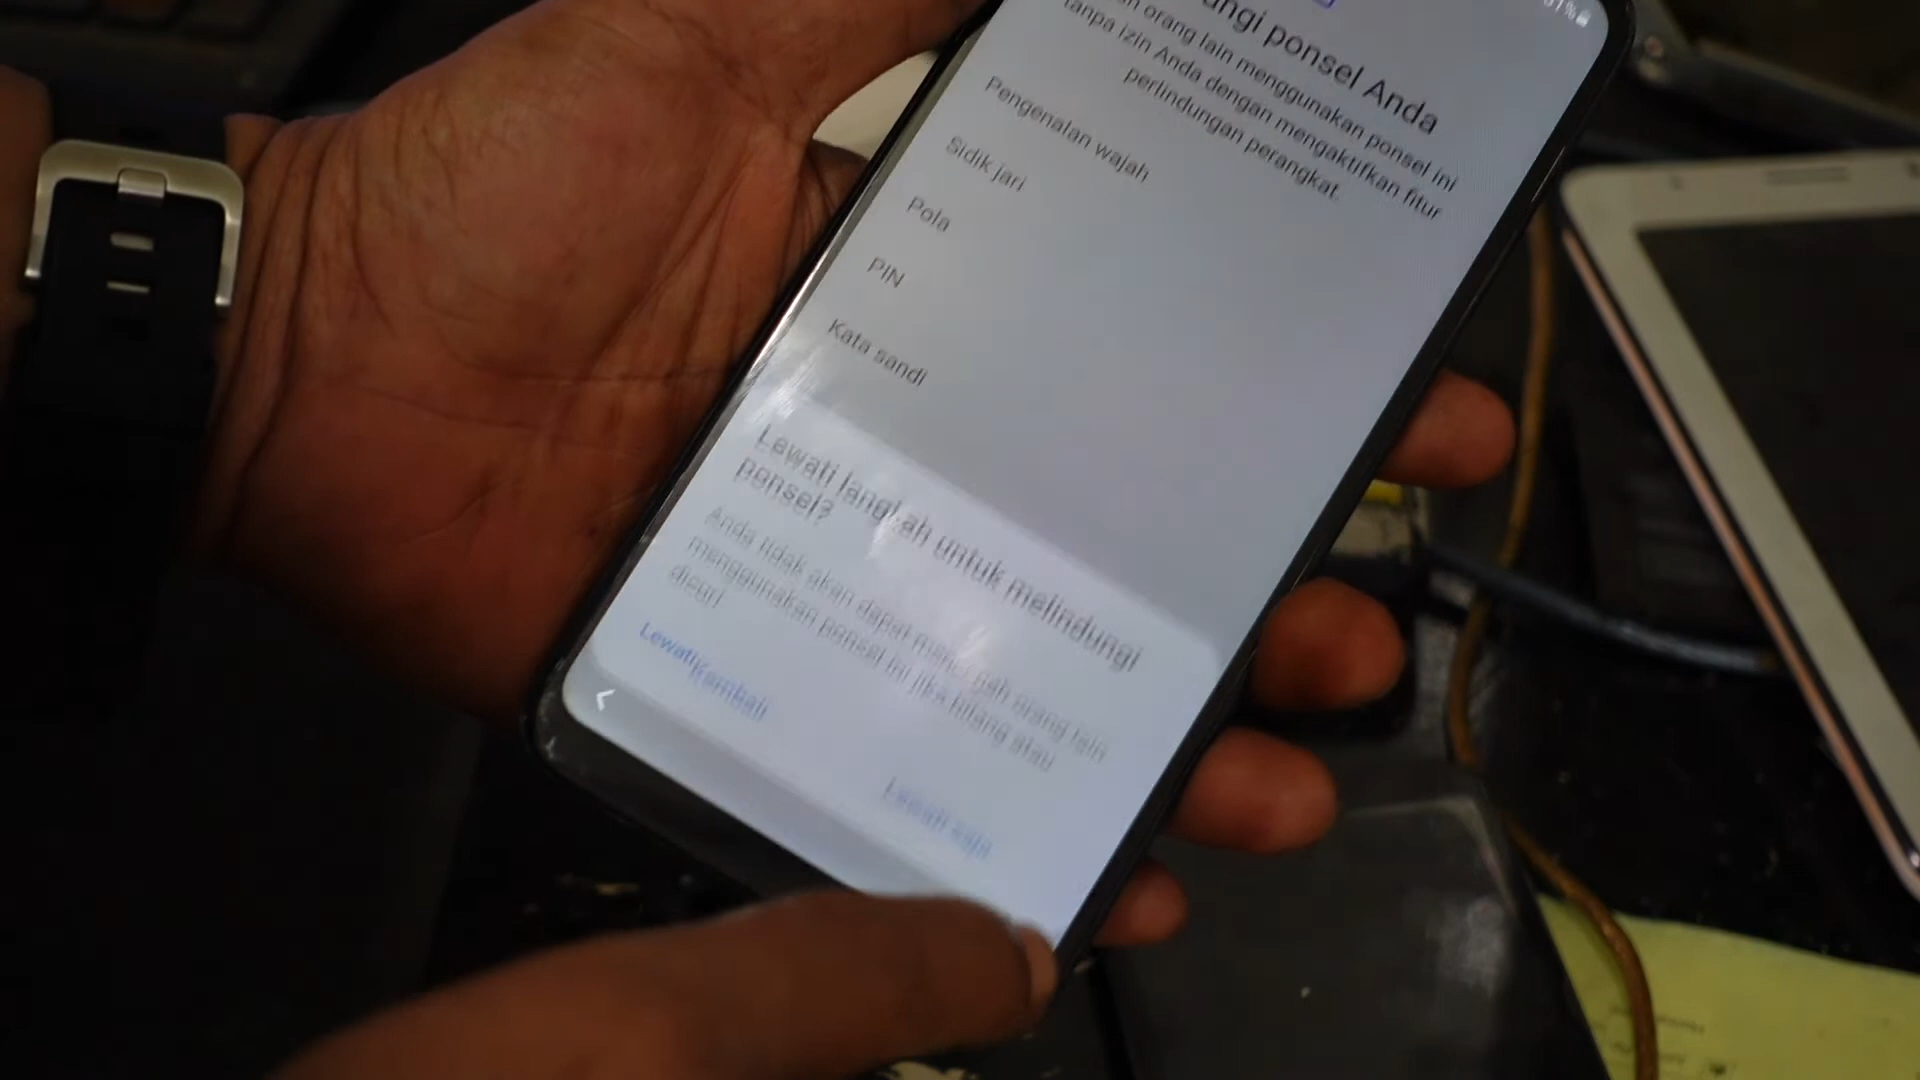 ungi ponsel Anda
orang lain menggunakan ponsel ini
tanpa izin Anda dengan mengaktifkan fitur
perlindungan perangkat.
Pengenalan wajah
Sidik jari
Pola
PIN
Kata sandi
Lewati langkah untuk melindungi
ponsel?
Anda tidak akan dapat mencegah orang lain
menggunakan ponsel ini jika hilang atau
dicuri
Lewati
Kembali
Lewati saja